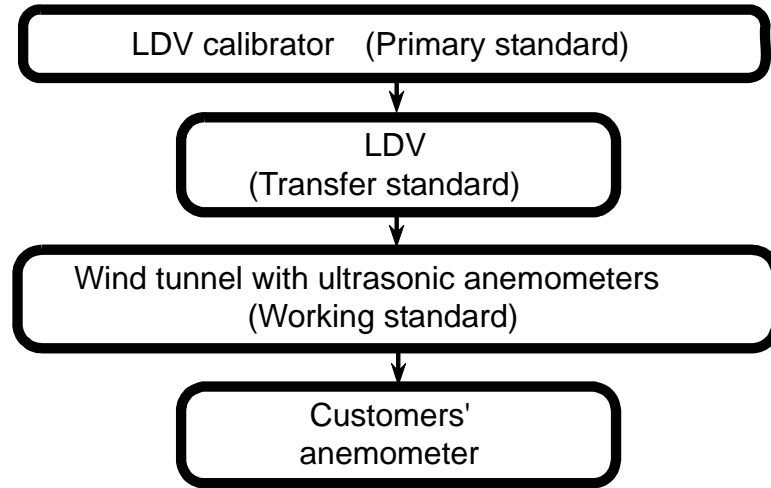 LDV calibrator (Primary standard)
LDV
(Transfer standard)
Wind tunnel with ultrasonic anemometers
(Working standard)
Customers'
anemometer